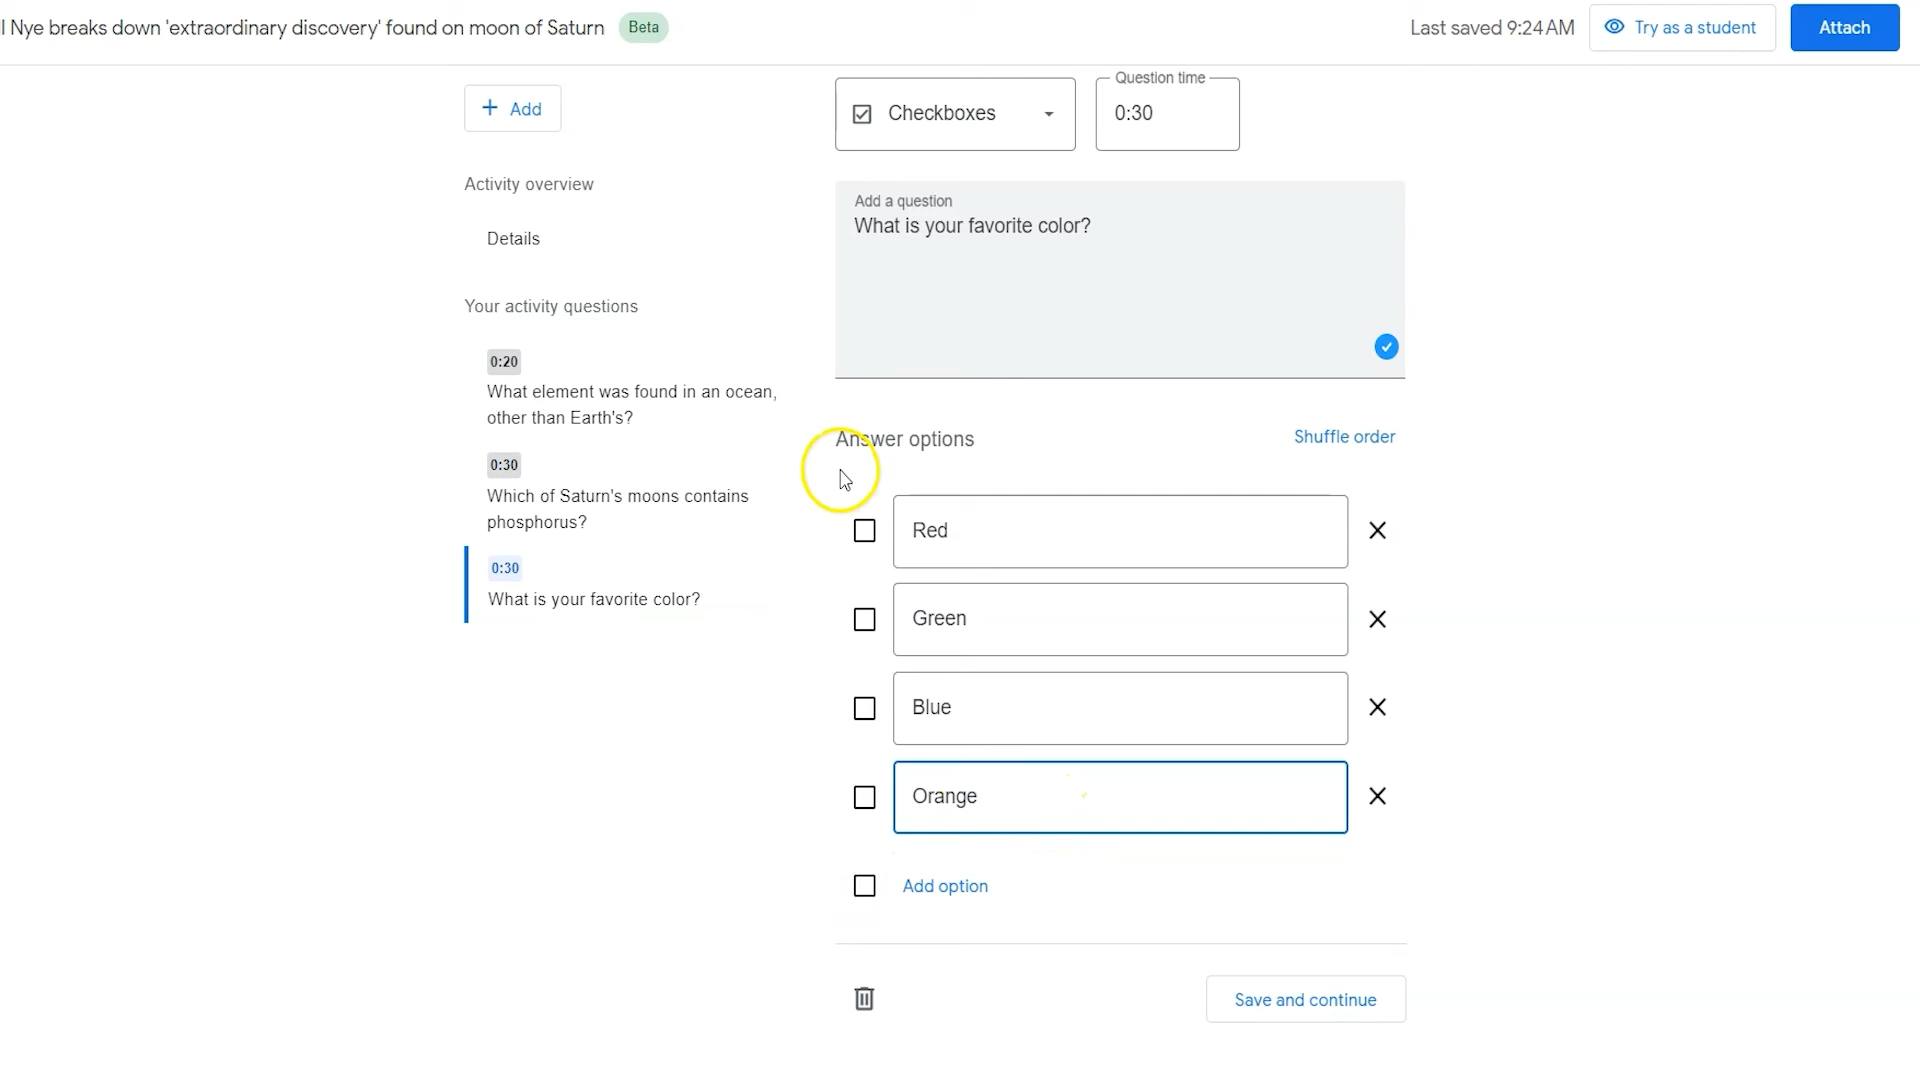 l Nye breaks down 'extraordinary discovery' found on moon of Saturn Beta Last saved 9:24 AM Try as a student Attach
Add
Activity overview
Details
Your activity questions
0:20
What element was found in an ocean,
other than Earth's?
0:30
Which of Saturn's moons contains
phosphorus?
0:30
What is your favorite color?
Checkboxes
Question time
0:30
Add a question
What is your favorite color?
Answer options Shuffle order
Red
Green
Blue
Orange
Add option
Save and continue